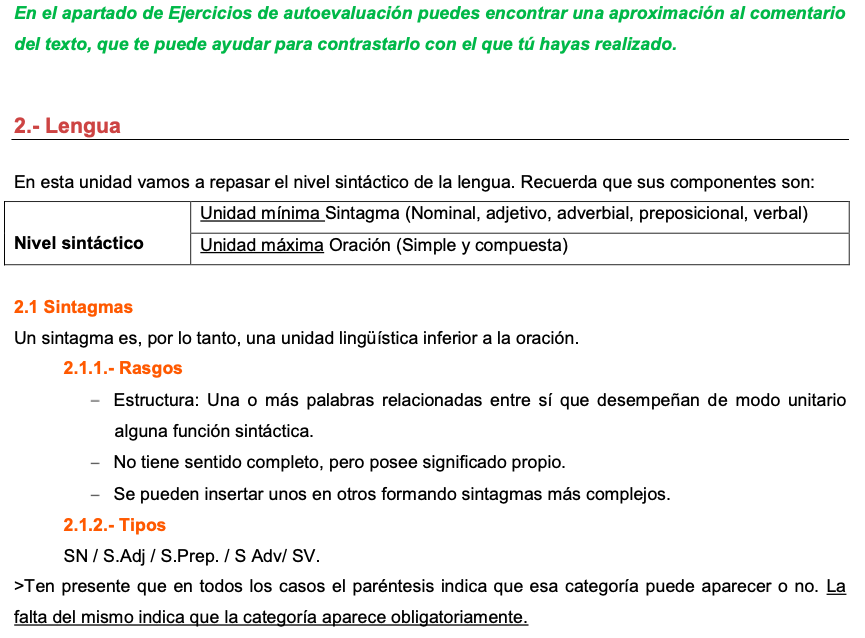 En el apartado de Ejercicios de autoevaluación puedes encontrar una aproximación al comentario
del texto, que te puede ayudar para contrastarlo con el que tú hayas realizado.
2.- Lengua
En esta unidad vamos a repasar el nivel sintáctico de la lengua. Recuerda que sus componentes son:
Nivel sintáctico
Unidad mínima Sintagma (Nominal, adjetivo, adverbial, preposicional, verbal)
Unidad máxima Oración (Simple y compuesta)
2.1 Sintagmas
Un sintagma es, por lo tanto, una unidad lingüística inferior a la oración.
2.1.1.- Rasgos
− Estructura: Una o más palabras relacionadas entre sí que desempeñan de modo unitario
alguna función sintáctica.
− No tiene sentido completo, pero posee significado propio.
− Se pueden insertar unos en otros formando sintagmas más complejos.
2.1.2.- Tipos
SN / S.Adj / S.Prep. / S Adv/ SV.
>Ten presente que en todos los casos el paréntesis indica que esa categoría puede aparecer o no. La
falta del mismo indica que la categoría aparece obligatoriamente.